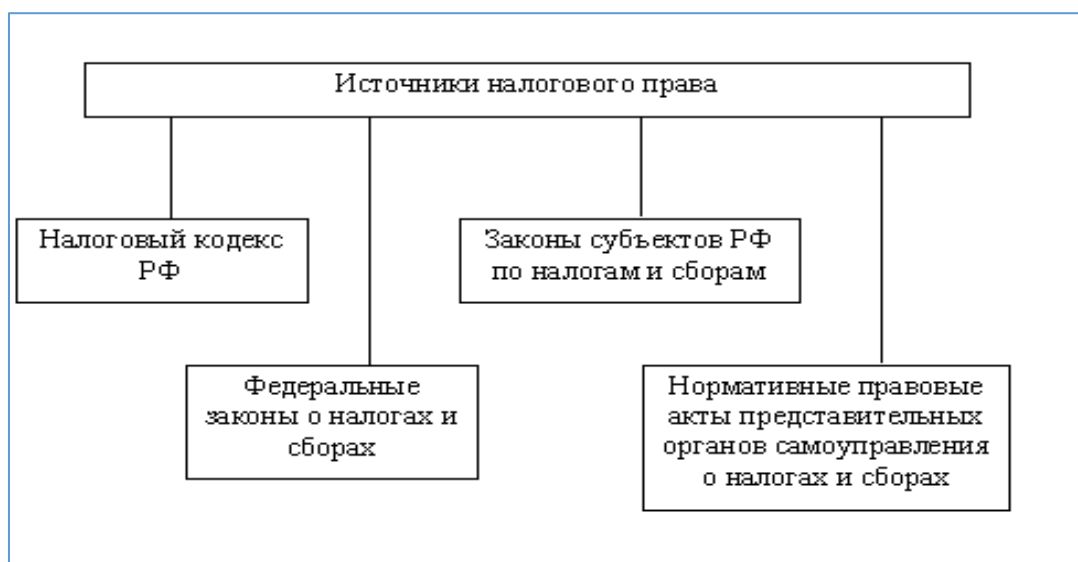 Источники налогового права
Налоговый кодекс
РФ
Законы субъектов РФ
по налогам и сборам
Федеральные
законы о налогах и
сборах
Нормативные правовые
акты представительных
органов самоуправления
о налогах и сборах